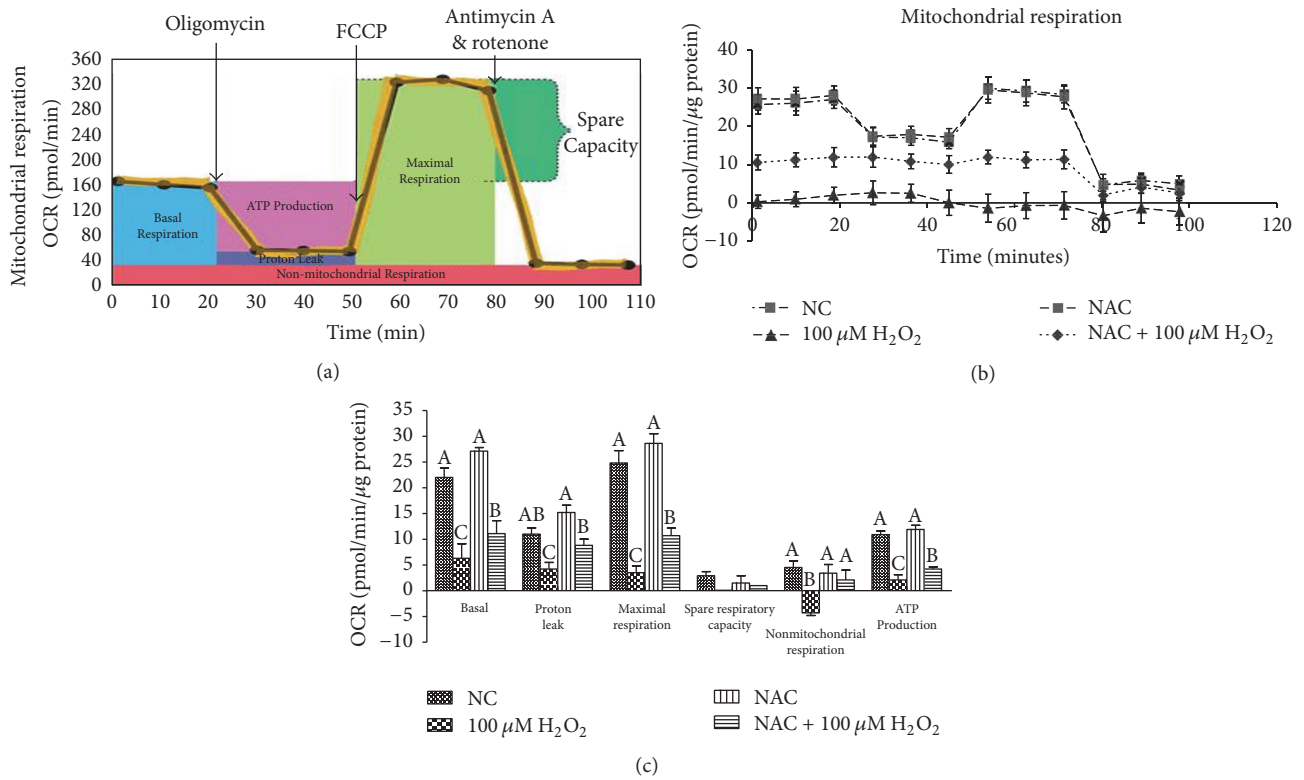 Oligomycin
FCCP
Antimycin A
& rotenone
Mitochondrial respiration
OCR (pmol/min)
360
320
280
240
200
160
120
80
40
0
Basal
Respiration
ATP Production
Proton Leak
Non-mitochondrial Respiration
Maximal
Respiration
Spare
Capacity
0 10 20 30 40 50 60 70 80 90 100 110
Time (min)
(a)
Mitochondrial respiration
OCR (pmol/min/μg protein)
40
30
20
10
0
−10
0 20 40 60 80 100 120
Time (minutes)
NC
NAC
100 μM H₂O₂
NAC + 100 μM H₂O₂
(b)
OCR (pmol/min/μg protein)
35
30
25
20
15
10
5
0
−5
−10
A C A B
AB C A B
A C A B
A B A A
A C A B
Basal
Proton
leak
Maximal
respiration
Spare respiratory
capacity
Nonmitochondrial
respiration
ATP
Production
NC
NAC
100 μM H₂O₂
NAC + 100 μM H₂O₂
(c)